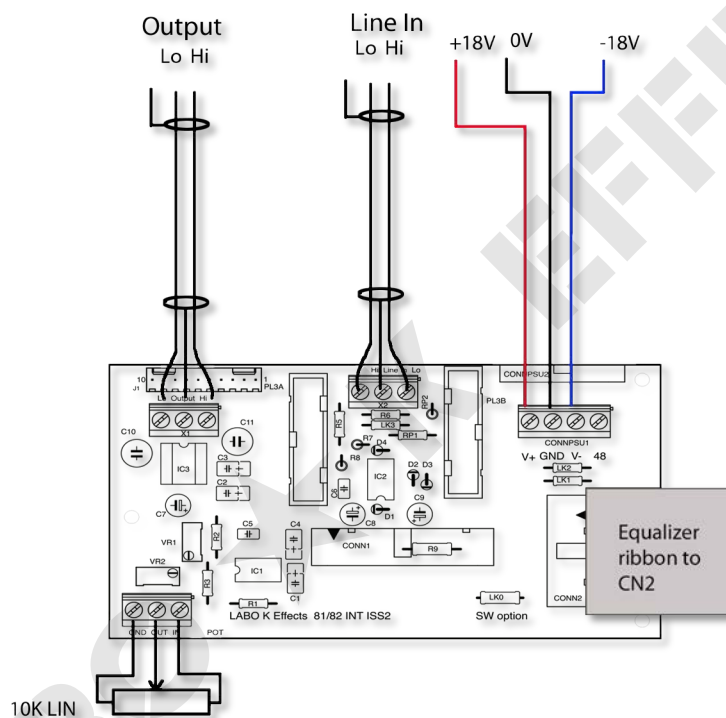 Output
Lo Hi
Line In
Lo Hi
+18V
0V
-18V
10
1
J1
PL3A
Lo Output Hi
X1
C10
C11
IC3
C3
C2
C7
VR1
R2
VR2
R3
C5
C4
IC1
C1
R1
GND OUT IN
POT
10K LIN
Hi Line In Lo
X2
R5
R6
LK3
RP1
RP2
R7
D4
R8
IC2
D2
D3
C6
C8
D1
C9
PL3B
CONN1
R9
LABO K Effects 81/82 INT ISS2
CONNPSU2
CONNPSU1
V+ GND V- 48
LK2
LK1
CONN2
LK0
SW option
Equalizer
ribbon to
CN2